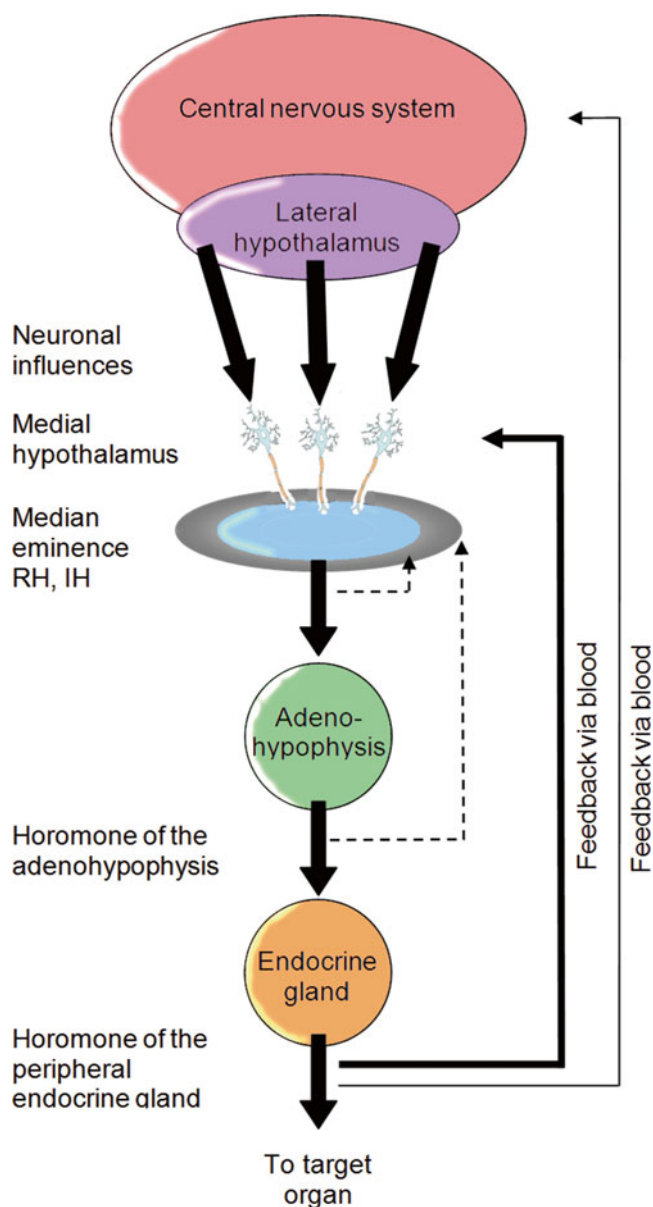 Central nervous system
Lateral
hypothalamus
Neuronal
influences
Medial
hypothalamus
Median
eminence
RH, IH
Adeno-
hypophysis
Horomone of the
adenohypophysis
Endocrine
gland
Horomone of the
peripheral
endocrine gland
To target
organ
Feedback via blood
Feedback via blood